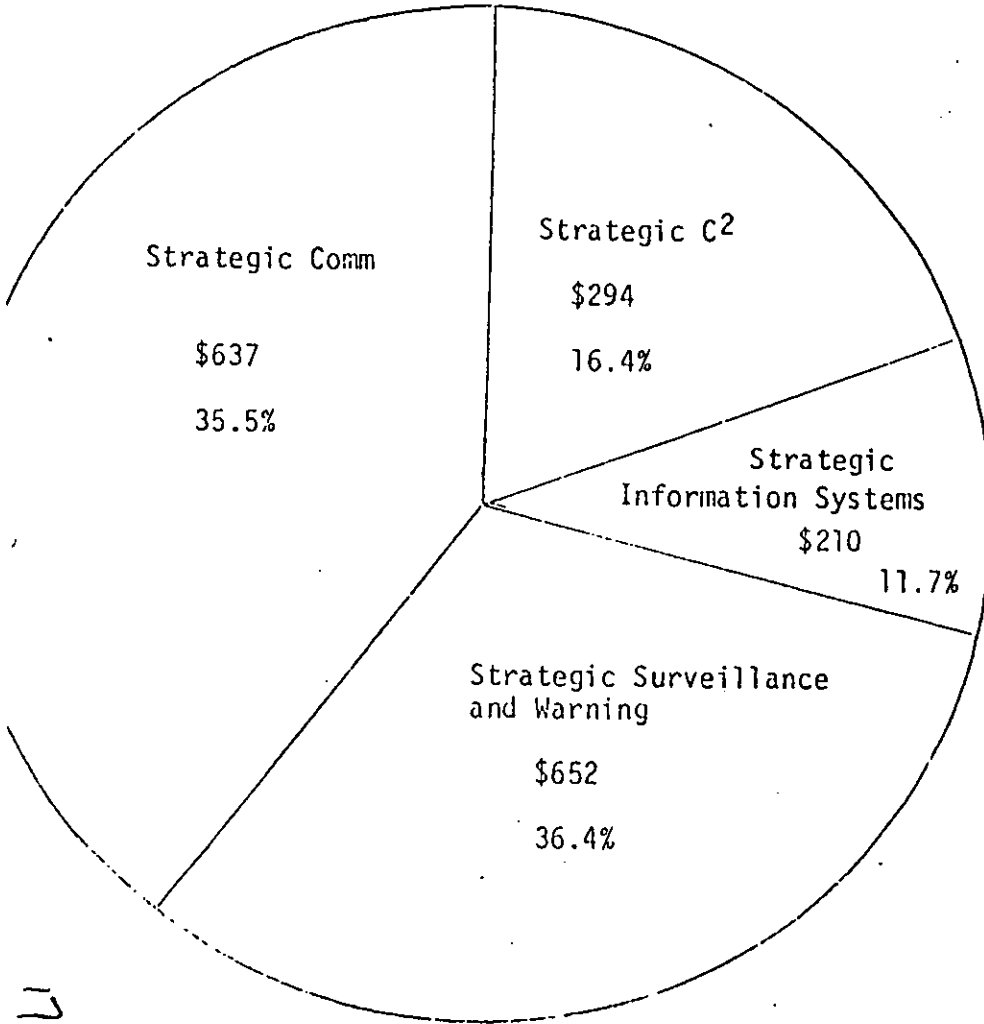 Strategic Comm
$637
35.5%
Strategic C2
$294
16.4%
Strategic
Information Systems
$210
11.7%
Strategic Surveillance
and Warning
$652
36.4%